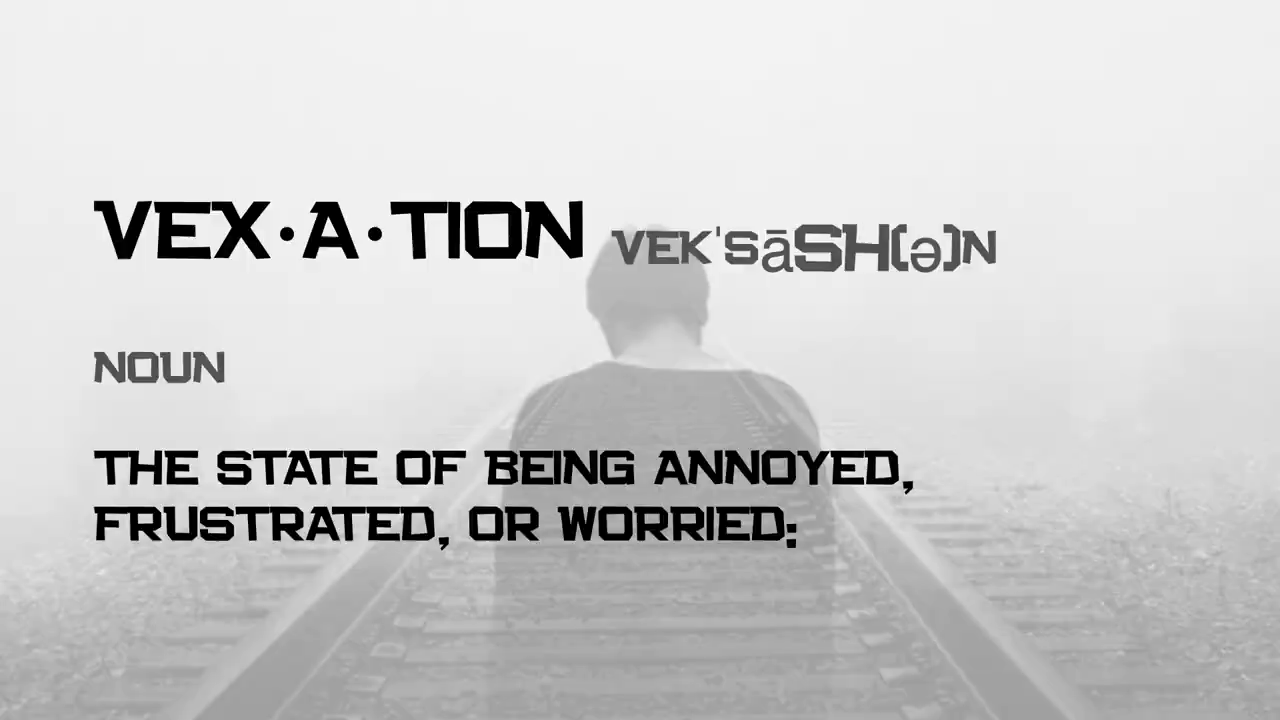 VEX·A·TION VEK'SāSH(ə)N
NOUN
THE STATE OF BEING ANNOYED,
FRUSTRATED, OR WORRIED: